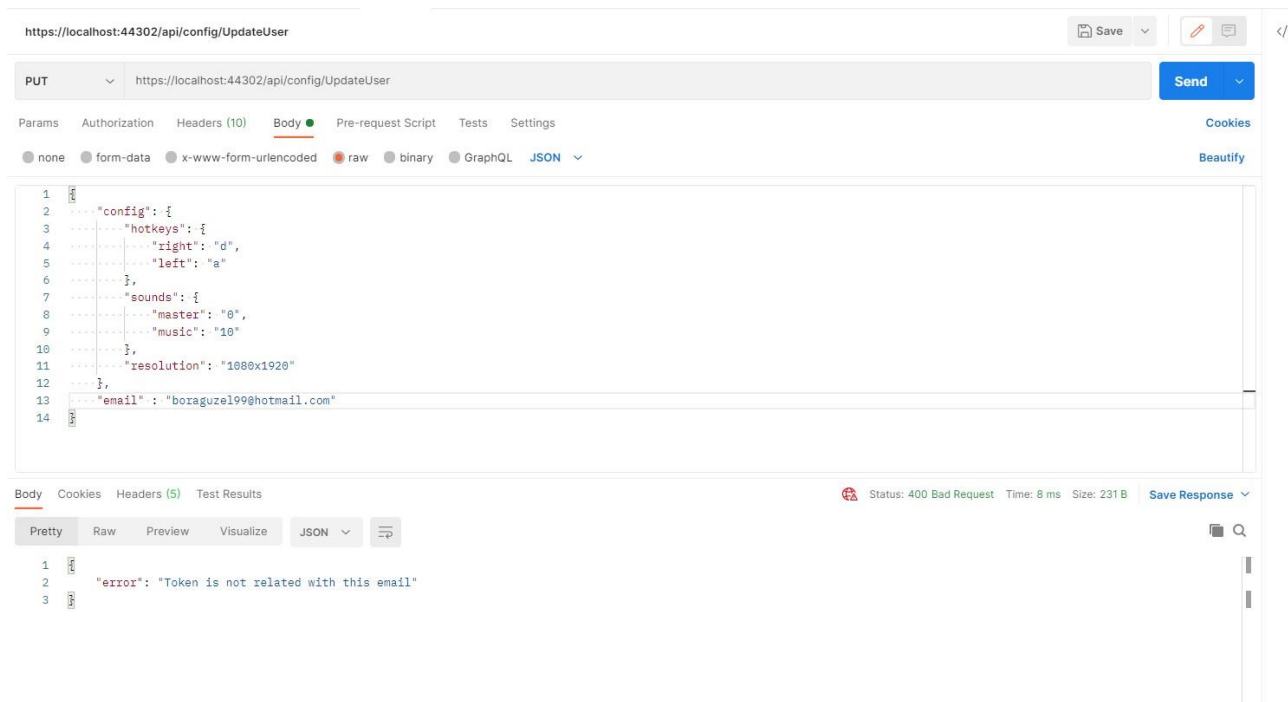 https://localhost:44302/api/config/UpdateUser
Save
</
PUT
https://localhost:44302/api/config/UpdateUser
Send
Params Authorization Headers (10) Body Pre-request Script Tests Settings Cookies
none form-data x-www-form-urlencoded raw binary GraphQL JSON Beautify
1 {
2 "config": {
3 "hotkeys": {
4 "right": "d",
5 "left": "a"
6 },
7 "sounds": {
8 "master": "0",
9 "music": "10"
10 },
11 "resolution": "1080x1920"
12 },
13 "email" : "boraguzel99@hotmail.com"
14 }
Body Cookies Headers (5) Test Results Status: 400 Bad Request Time: 8 ms Size: 231 B Save Response
Pretty Raw Preview Visualize JSON
1 {
2 "error": "Token is not related with this email"
3 }